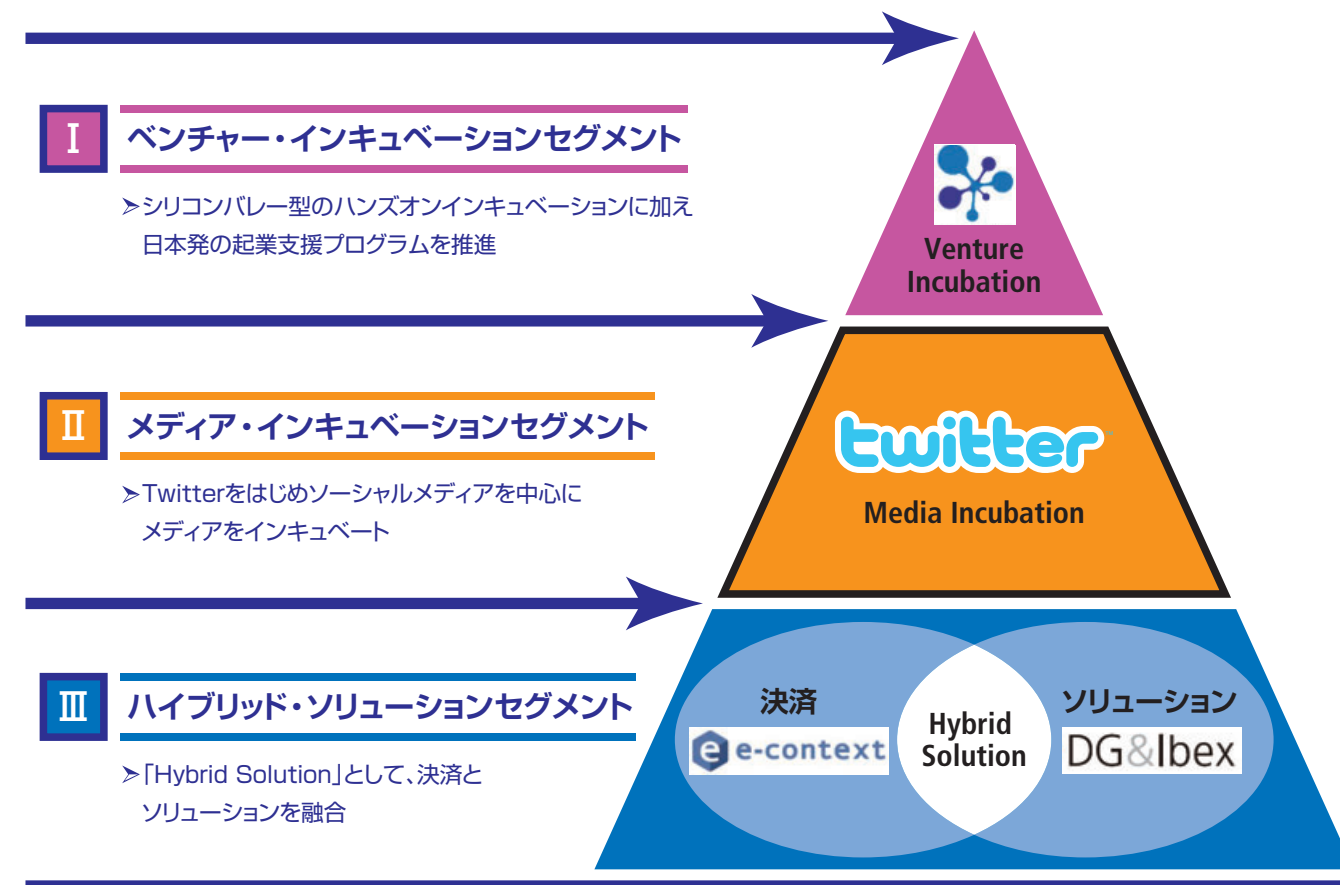 Ⅰ
ベンチャー・インキュベーションセグメント
➢シリコンバレー型のハンズオンインキュベーションに加え
日本発の起業支援プログラムを推進
Venture
Incubation
Ⅱ
メディア・インキュベーションセグメント
➢Twitterをはじめソーシャルメディアを中心に
メディアをインキュベート
twitter
Media Incubation
Ⅲ
ハイブリッド・ソリューションセグメント
➢「Hybrid Solution」として、決済と
ソリューションを融合
決済
e e-context
Hybrid
Solution
ソリューション
DG&Ibex